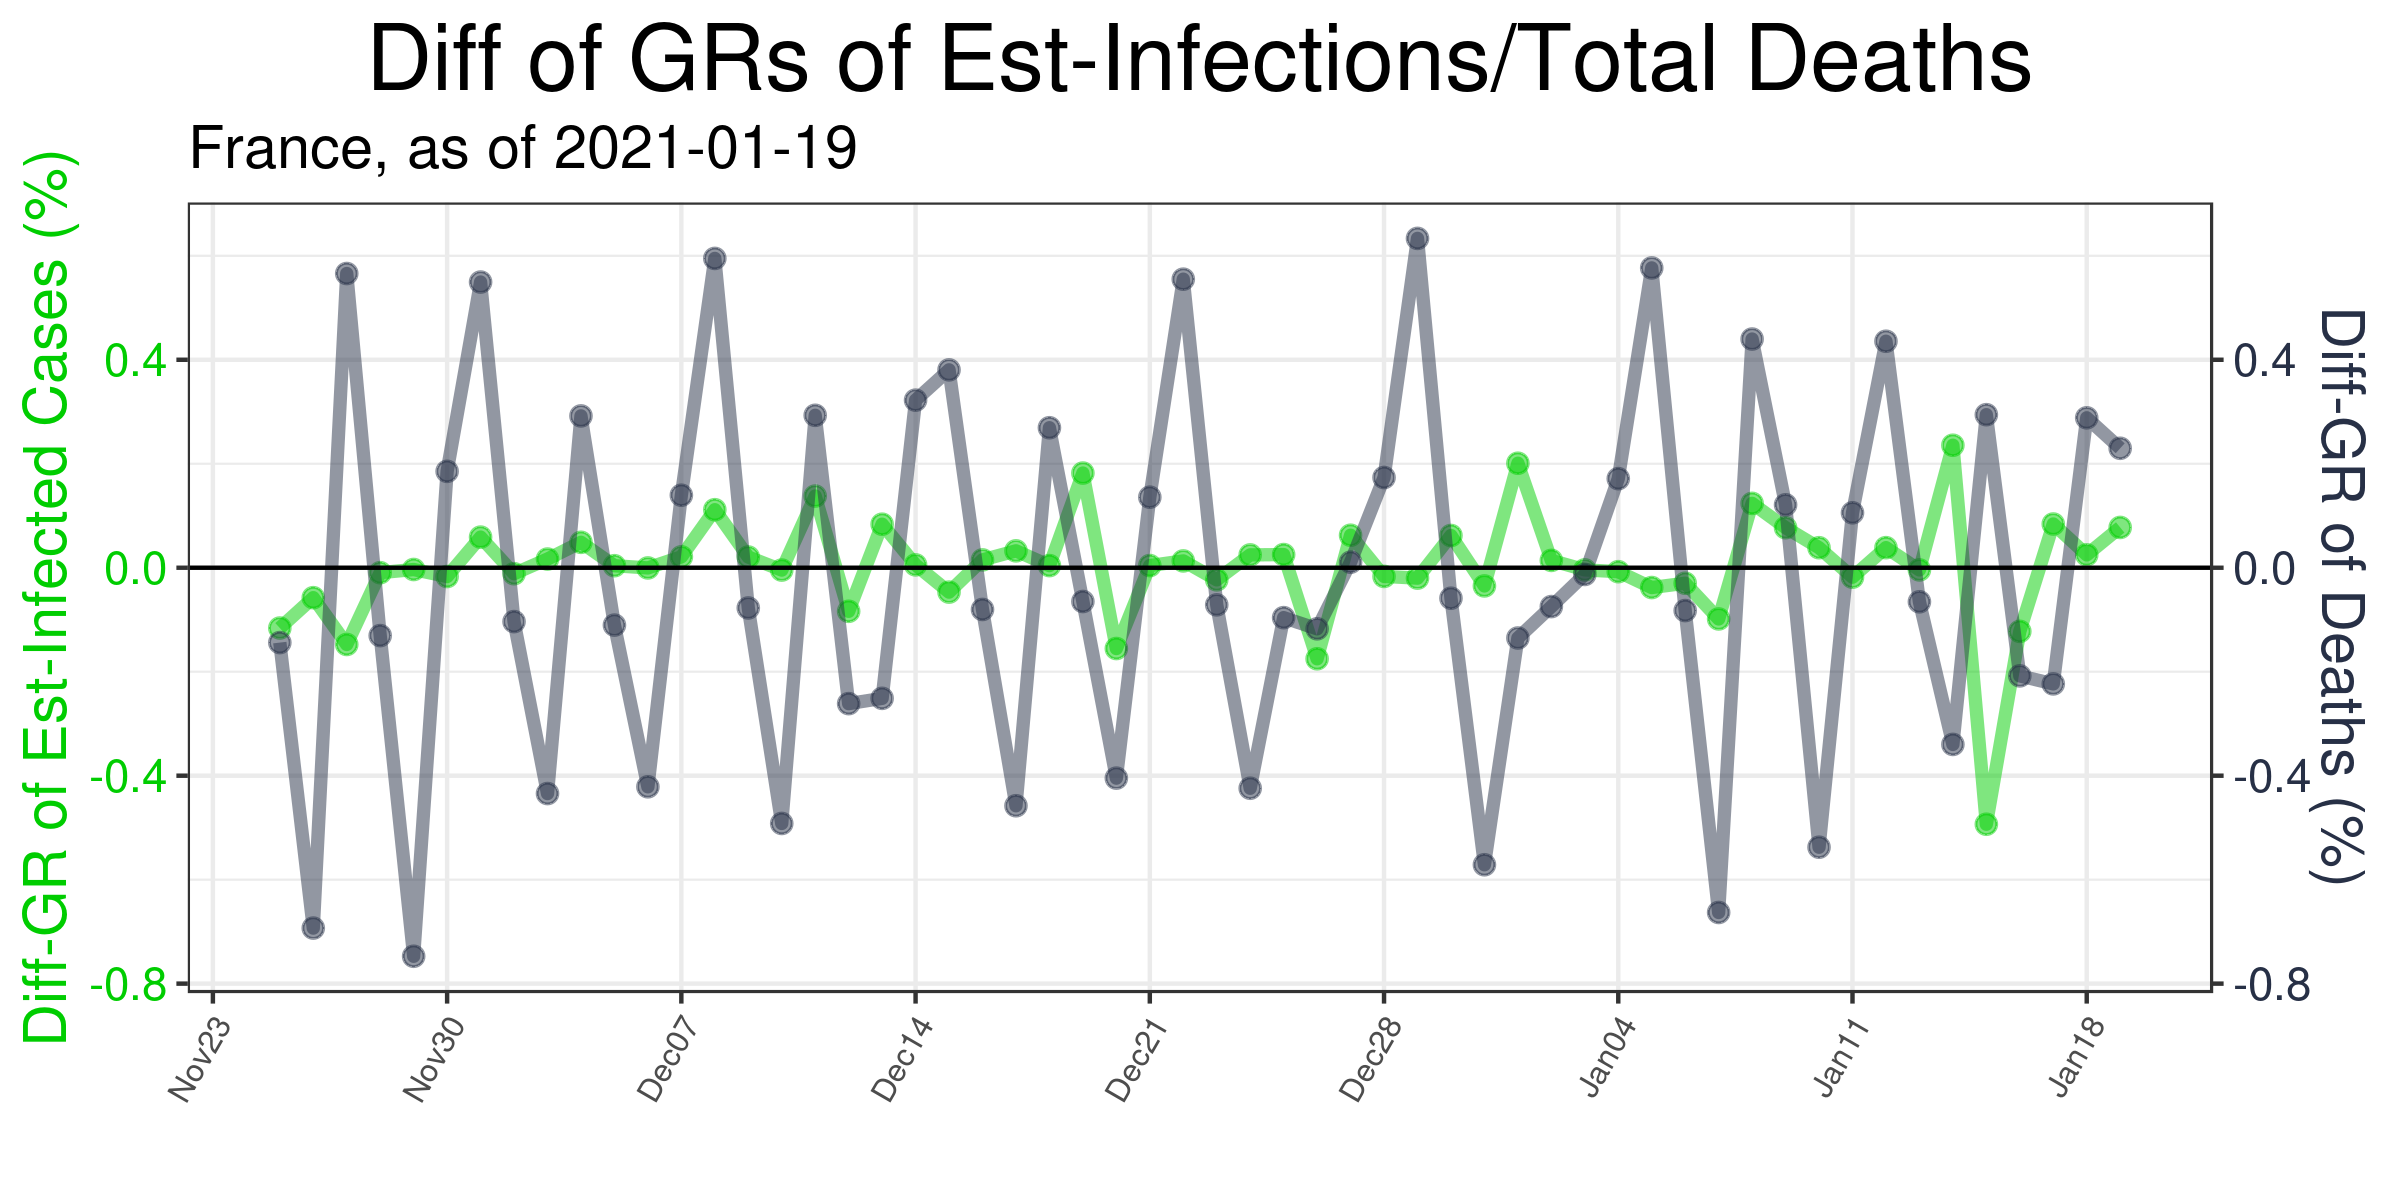 Diff of GRs of Est-Infections/Total Deaths
France, as of 2021-01-19
Diff-GR of Est-Infected Cases (%)
0.4
0.0
-0.4
-0.8
0.4
0.0
-0.4
-0.8
Diff-GR of Deaths (%)
Nov23
Nov30
Dec07
Dec14
Dec21
Dec28
Jan04
Jan11
Jan18